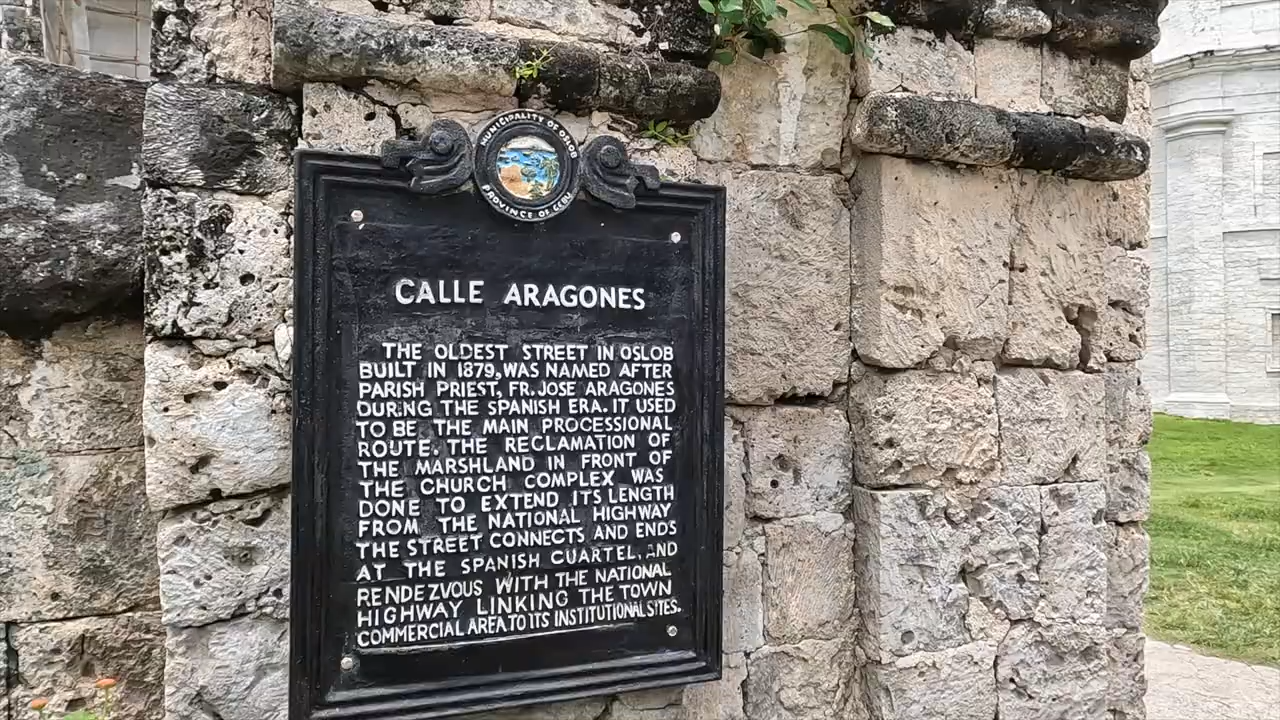 MUNICIPALITY OF OSLOB
PROVINCE OF CEBU
CALLE ARAGONES
THE OLDEST STREET IN OSLOB
BUILT IN 1879, WAS NAMED AFTER
PARISH PRIEST, FR. JOSE ARAGONES
DURING THE SPANISH ERA. IT USED
TO BE THE MAIN PROCESSIONAL
ROUTE. THE RECLAMATION OF
THE MARSHLAND IN FRONT OF
THE CHURCH COMPLEX WAS
DONE TO EXTEND ITS LENGTH
FROM THE NATIONAL HIGHWAY
THE STREET CONNECTS AND ENDS
AT THE SPANISH CUARTEL, AND
RENDEZVOUS WITH THE NATIONAL
HIGHWAY LINKING THE TOWN
COMMERCIAL AREA TO ITS INSTITUTIONAL SITES.